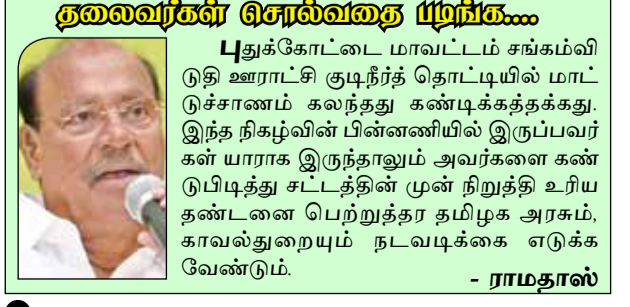 தலைவர்கள் சொல்வதை படிங்க....
புதுக்கோட்டை மாவட்டம் சங்கம்வி
டுதி ஊராட்சி குடிநீர்த் தொட்டியில் மாட்
டுச்சாணம் கலந்தது கண்டிக்கத்தக்கது.
இந்த நிகழ்வின் பின்னணியில் இருப்பவர்
கள் யாராக இருந்தாலும் அவர்களை கண்
டுபிடித்து சட்டத்தின் முன் நிறுத்தி உரிய
தண்டனை பெற்றுத்தர தமிழக அரசும்,
காவல்துறையும் நடவடிக்கை எடுக்க
வேண்டும்.
- ராமதாஸ்